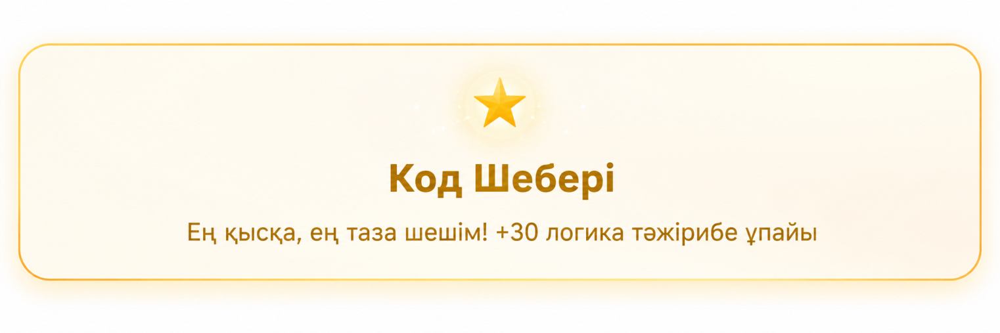 Код Шебері
Ең қысқа, ең таза шешім! +30 логика тәжірибе ұпайы